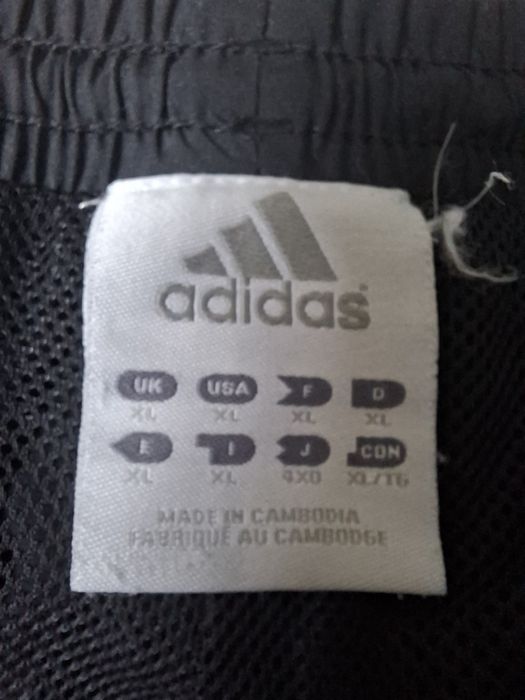 adidas
UK USA F D
XL XL XL XL
E I J CDN
XL XL 4XO XL/TG
MADE IN CAMBODIA
FABRIQUÉ AU CAMBODGE